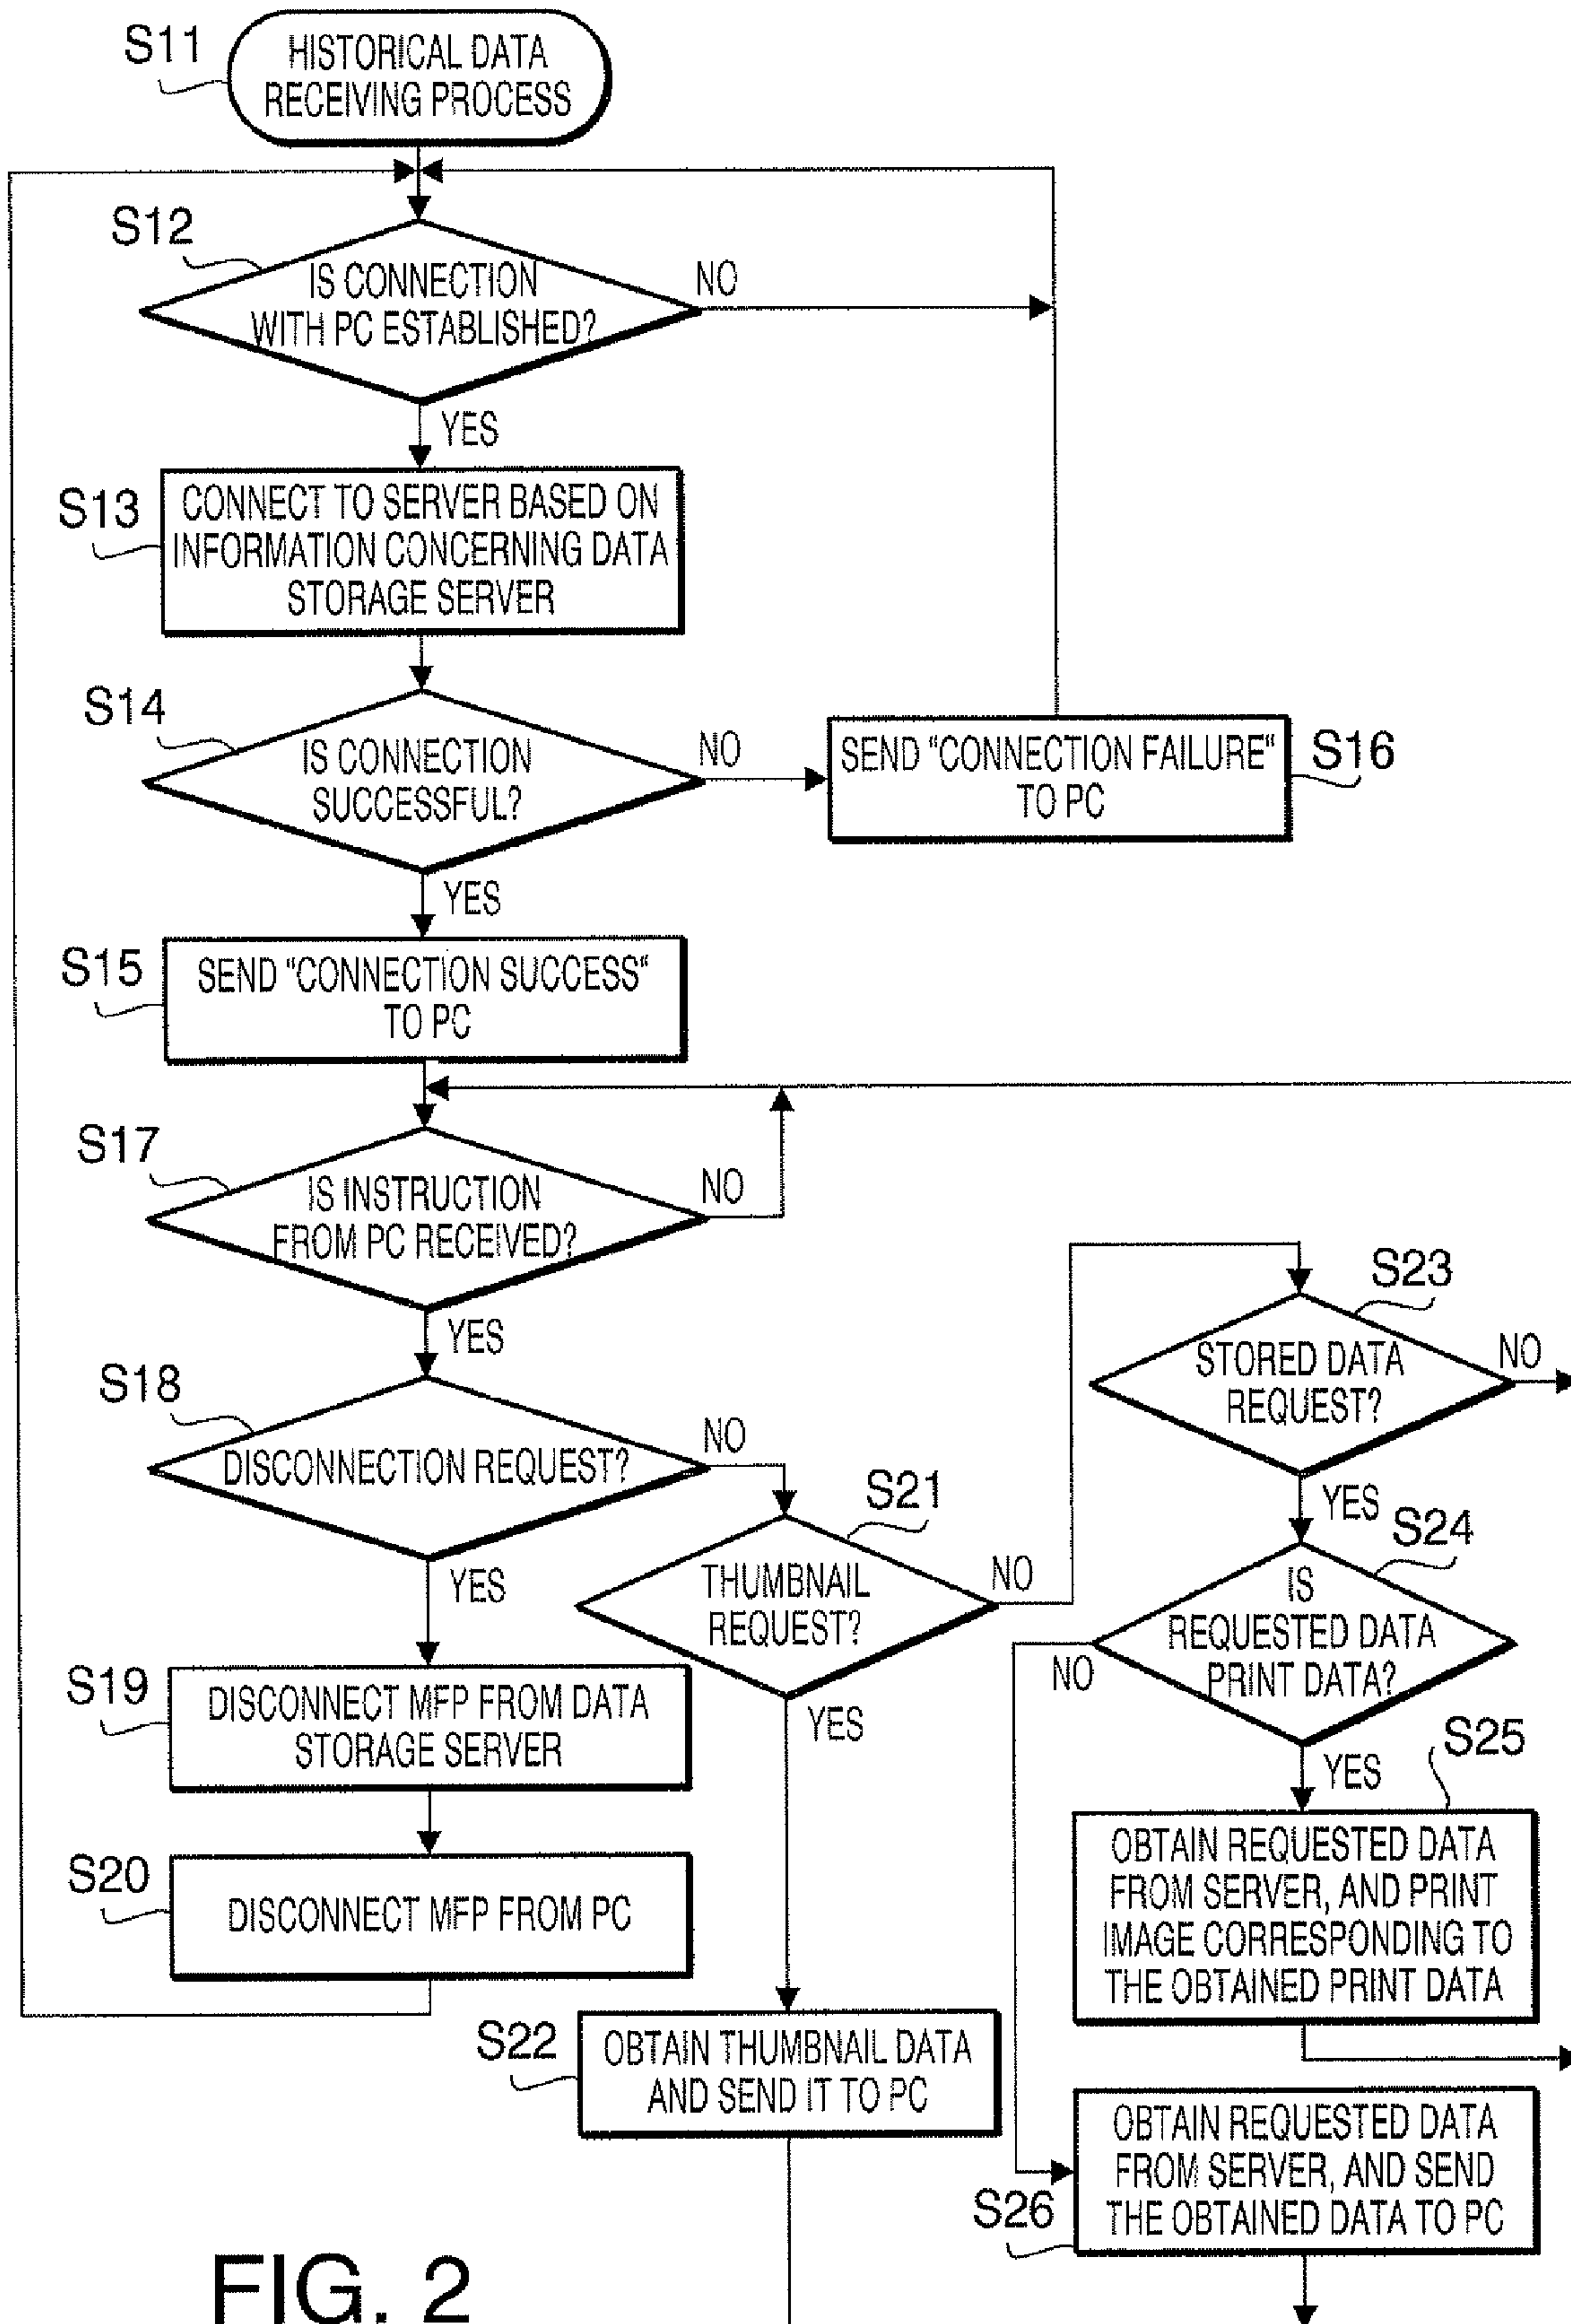 S11
HISTORICAL DATA
RECEIVING PROCESS
S12
IS CONNECTION
WITH PC ESTABLISHED?
NO
YES
S13
CONNECT TO SERVER BASED ON
INFORMATION CONCERNING DATA
STORAGE SERVER
S14
IS CONNECTION
SUCCESSFUL?
NO
SEND "CONNECTION FAILURE"
TO PC
S16
YES
S15
SEND "CONNECTION SUCCESS"
TO PC
S17
IS INSTRUCTION
FROM PC RECEIVED?
NO
YES
S18
DISCONNECTION REQUEST?
NO
YES
S19
DISCONNECT MFP FROM DATA
STORAGE SERVER
S20
DISCONNECT MFP FROM PC
S21
THUMBNAIL
REQUEST?
NO
YES
S22
OBTAIN THUMBNAIL DATA
AND SEND IT TO PC
S23
STORED DATA
REQUEST?
NO
YES
S24
IS
REQUESTED DATA
PRINT DATA?
NO
YES
S25
OBTAIN REQUESTED DATA
FROM SERVER, AND PRINT
IMAGE CORRESPONDING TO
THE OBTAINED PRINT DATA
S26
OBTAIN REQUESTED DATA
FROM SERVER, AND SEND
THE OBTAINED DATA TO PC
FIG. 2